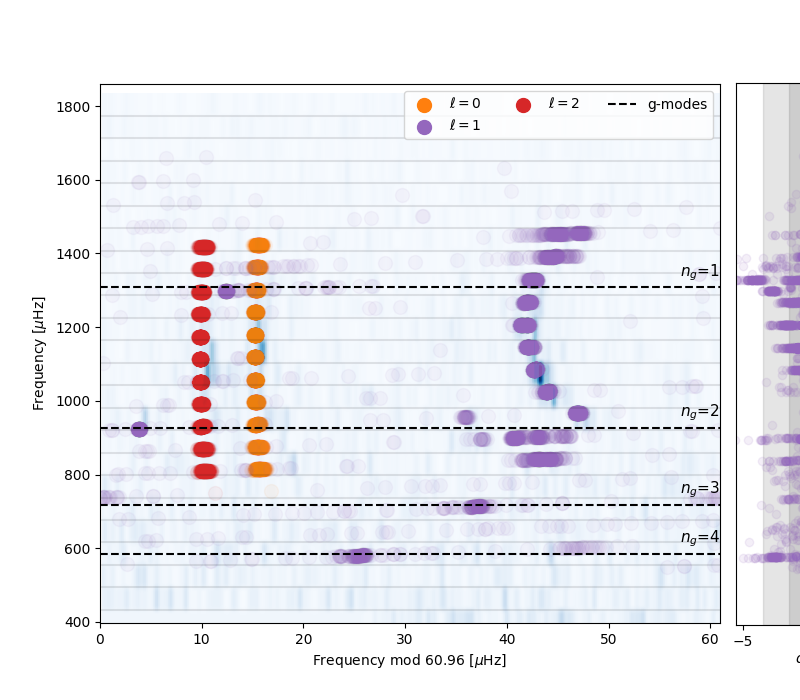 ℓ = 0
ℓ = 2
g-modes
ℓ = 1
1800
1600
1400
1200
1000
800
600
400
Frequency [μHz]
n_g=1
n_g=2
n_g=3
n_g=4
0
10
20
30
40
50
60
Frequency mod 60.96 [μHz]
−5